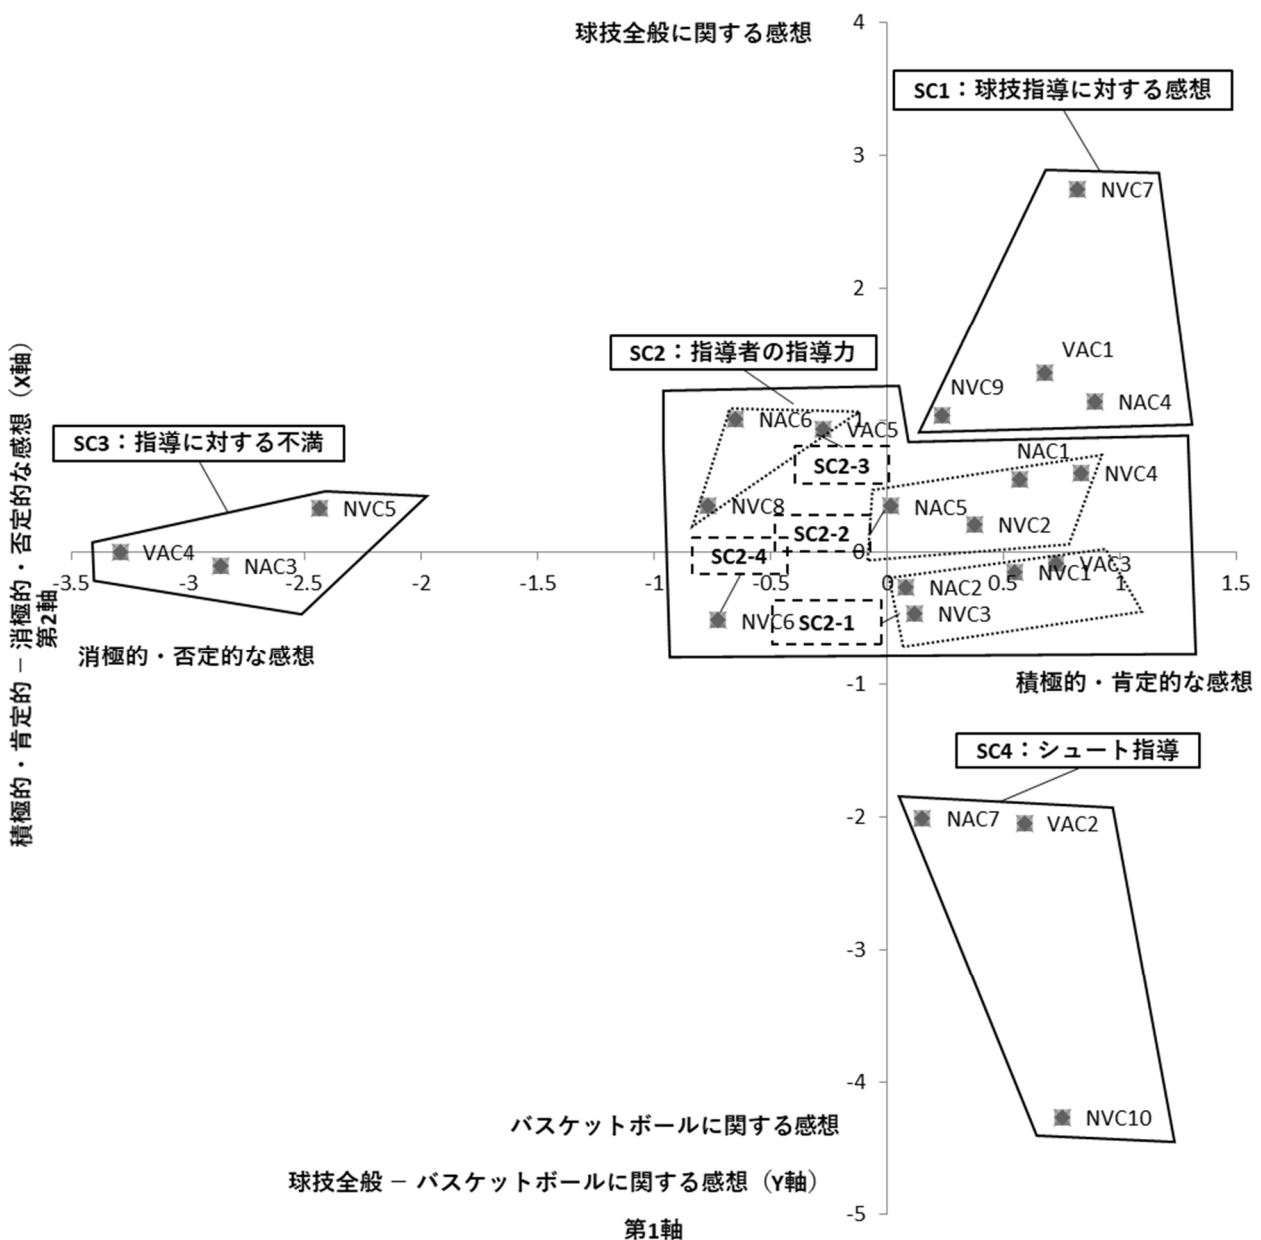 4
球技全般に関する感想
SC1：球技指導に対する感想
3
NVC7
2
SC2：指導者の指導力
VAC1
NVC9
NAC4
NAC6
1
VAC5
SC3：指導に対する不満
NAC1
SC2-3
NVC4
NVC5
NVC8
NAC5
NVC2
SC2-2
0
VAC4
SC2-4
VAC3
NAC3
NVC1
-3.5
-3
-2.5
-2
-1.5
-1
-0.5
0
0.5
1
1.5
NAC2
NVC3
NVC6
SC2-1
消極的・否定的な感想
積極的・肯定的な感想
-1
SC4：シュート指導
-2
NAC7
VAC2
-3
-4
NVC10
バスケットボールに関する感想
球技全般 − バスケットボールに関する感想（Y軸）
-5
第1軸
積極的・肯定的 − 消極的・否定的な感想（X軸）
第2軸